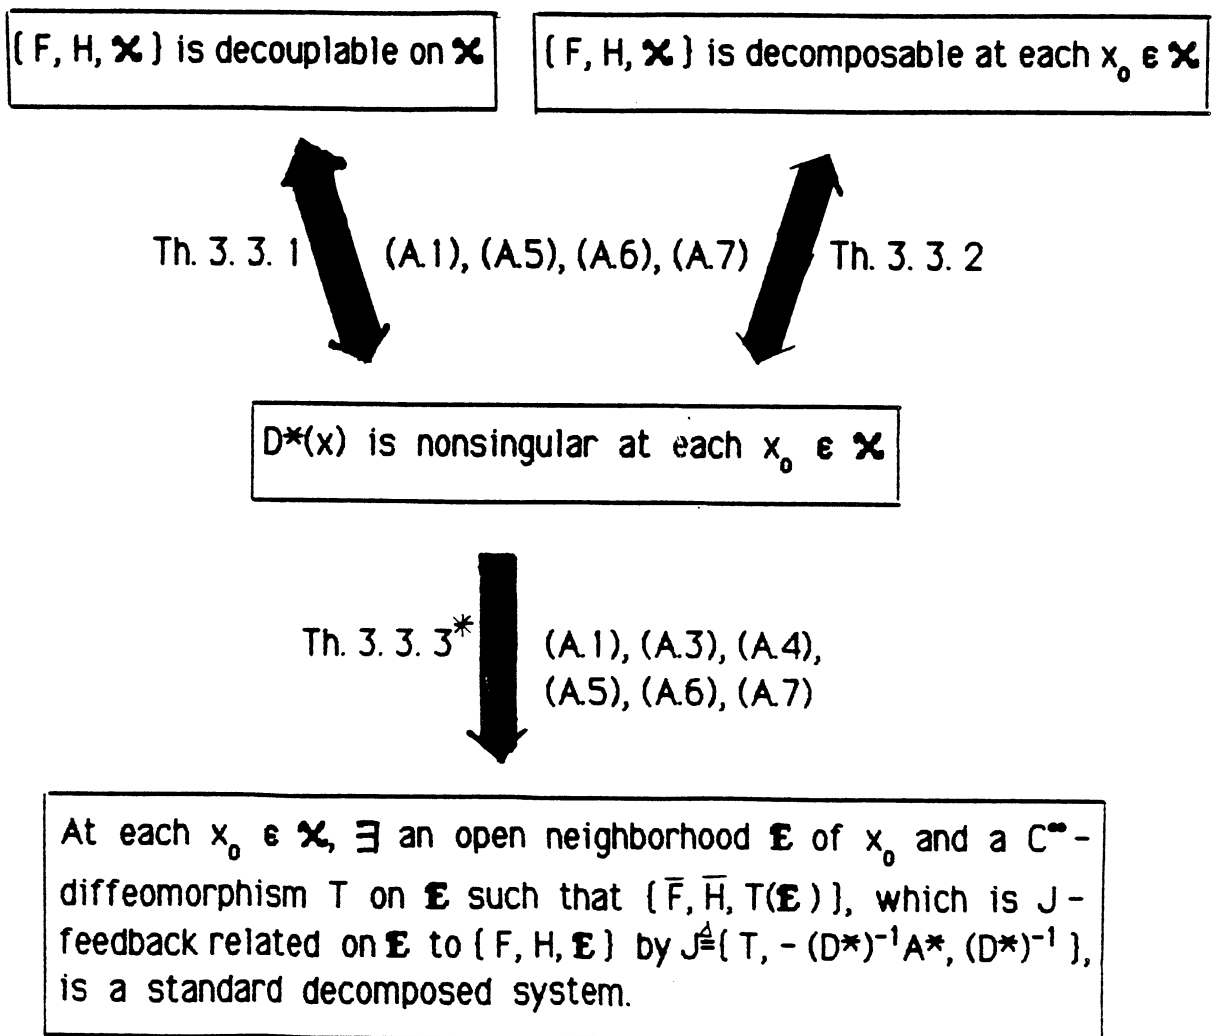 { F, H, 𝒳 } is decouplable on 𝒳
{ F, H, 𝒳 } is decomposable at each x₀ ε 𝒳
Th. 3. 3. 1
(A.1), (A.5), (A.6), (A.7)
Th. 3. 3. 2
D*(x) is nonsingular at each x₀ ε 𝒳
Th. 3. 3. 3*
(A.1), (A.3), (A.4),
(A.5), (A.6), (A.7)
At each x₀ ε 𝒳, ∃ an open neighborhood 𝐄 of x₀ and a C^∞-
diffeomorphism T on 𝐄 such that { F̅, H̅, T(𝐄) }, which is J-
feedback related on 𝐄 to { F, H, 𝐄 } by J≜{ T, - (D*)⁻¹A*, (D*)⁻¹ },
is a standard decomposed system.